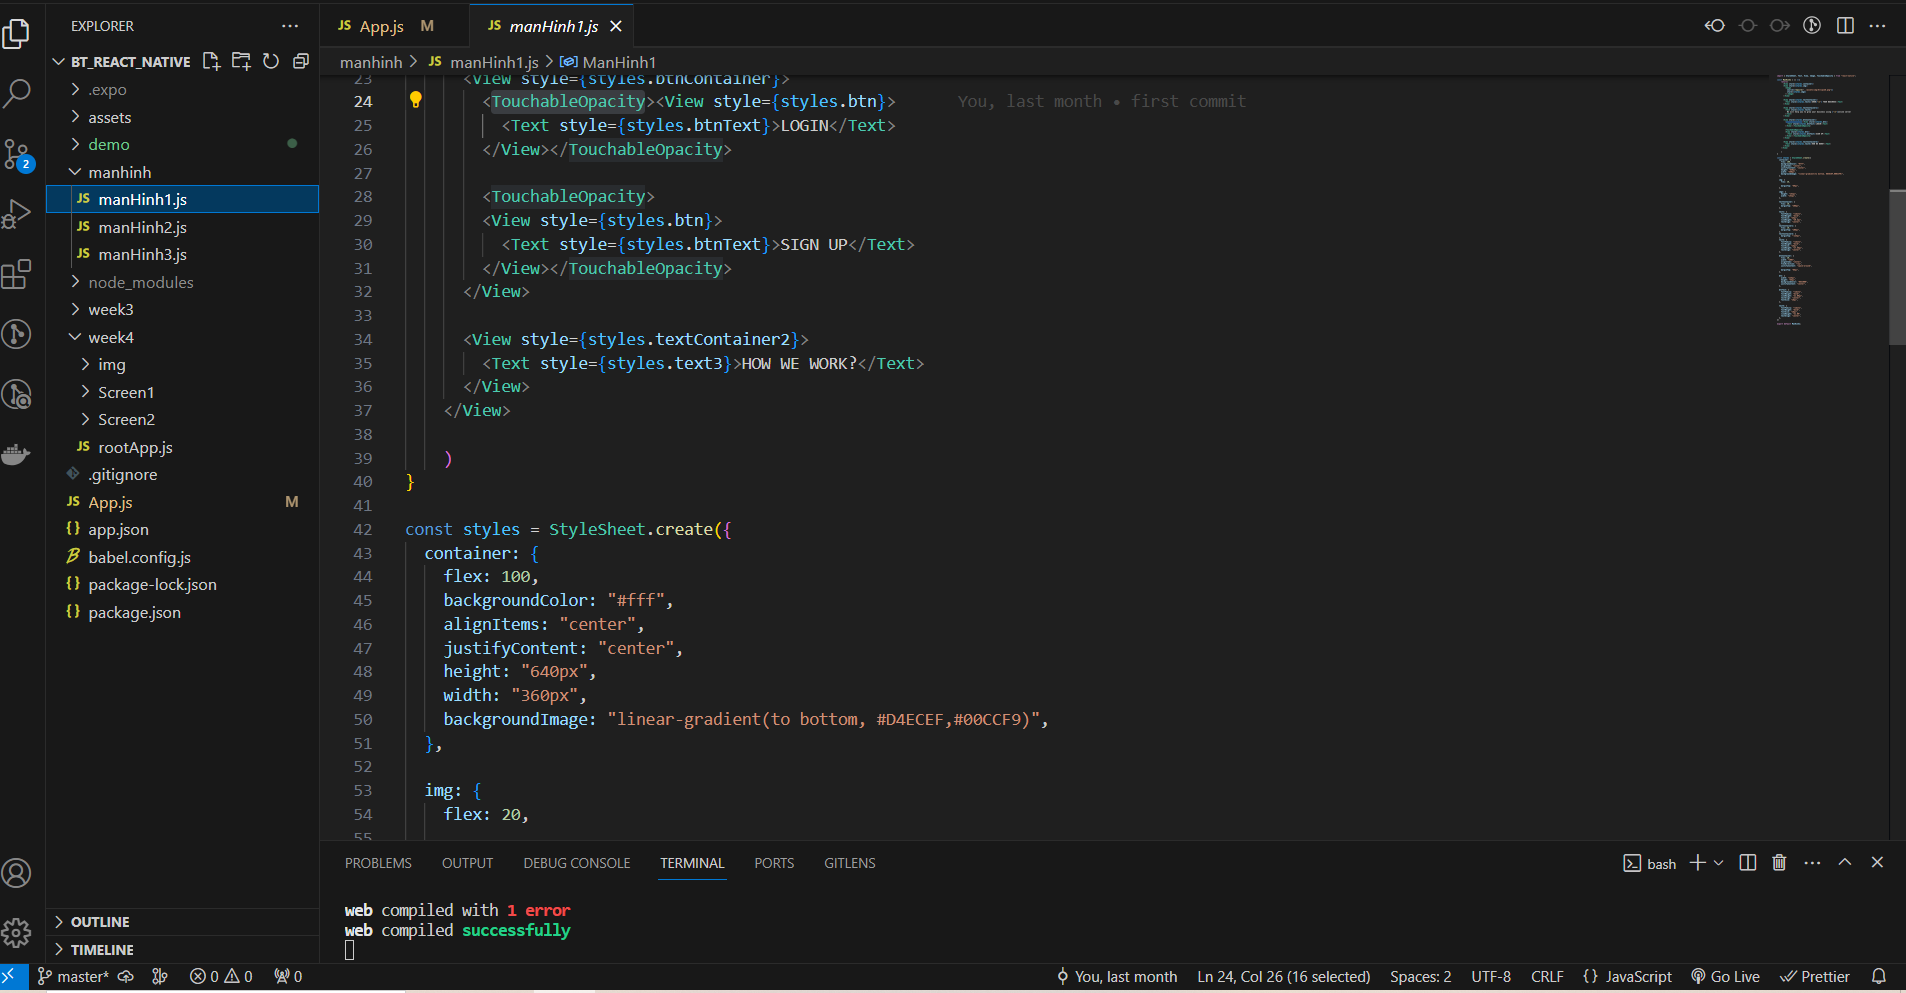 EXPLORER
BT_REACT_NATIVE
.expo
assets
demo
manhinh
JS manHinh1.js
JS manHinh2.js
JS manHinh3.js
node_modules
week3
week4
img
Screen1
Screen2
JS rootApp.js
.gitignore
JS App.js M
{} app.json
babel.config.js
{} package-lock.json
{} package.json
OUTLINE
TIMELINE
2
JS App.js M
JS manHinh1.js
manhinh > JS manHinh1.js > ManHinh1
23 <View style={styles.btnContainer}>
24 <TouchableOpacity><View style={styles.btn}> You, last month • first commit
25 <Text style={styles.btnText}>LOGIN</Text>
26 </View></TouchableOpacity>
27
28 <TouchableOpacity>
29 <View style={styles.btn}>
30 <Text style={styles.btnText}>SIGN UP</Text>
31 </View></TouchableOpacity>
32 </View>
33
34 <View style={styles.textContainer2}>
35 <Text style={styles.text3}>HOW WE WORK?</Text>
36 </View>
37 </View>
38
39 )
40 }
41
42 const styles = StyleSheet.create({
43 container: {
44 flex: 100,
45 backgroundColor: "#fff",
46 alignItems: "center",
47 justifyContent: "center",
48 height: "640px",
49 width: "360px",
50 backgroundImage: "linear-gradient(to bottom, #D4ECEF,#00CCF9)",
51 },
52
53 img: {
54 flex: 20,
55
PROBLEMS OUTPUT DEBUG CONSOLE TERMINAL PORTS GITLENS
bash
web compiled with 1 error
web compiled successfully
master* 0 0 0
You, last month Ln 24, Col 26 (16 selected) Spaces: 2 UTF-8 CRLF {} JavaScript Go Live Prettier